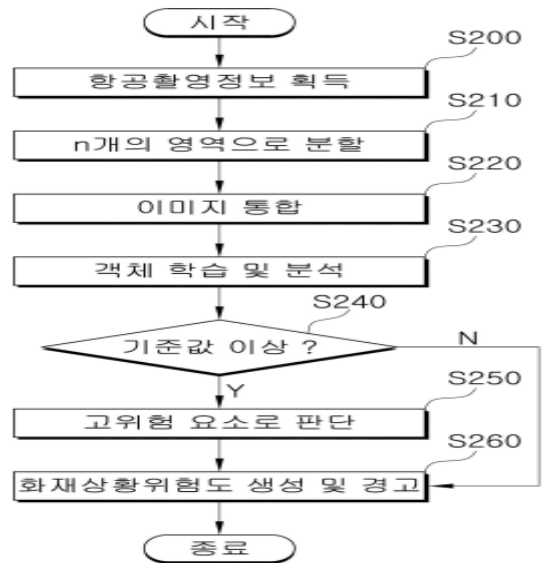 시작
S200
항공촬영정보 획득
S210
n개의 영역으로 분할
S220
이미지 통합
S230
객체 학습 및 분석
S240
기준값 이상 ?
N
Y
S250
고위험 요소로 판단
S260
화재상황위험도 생성 및 경고
종료